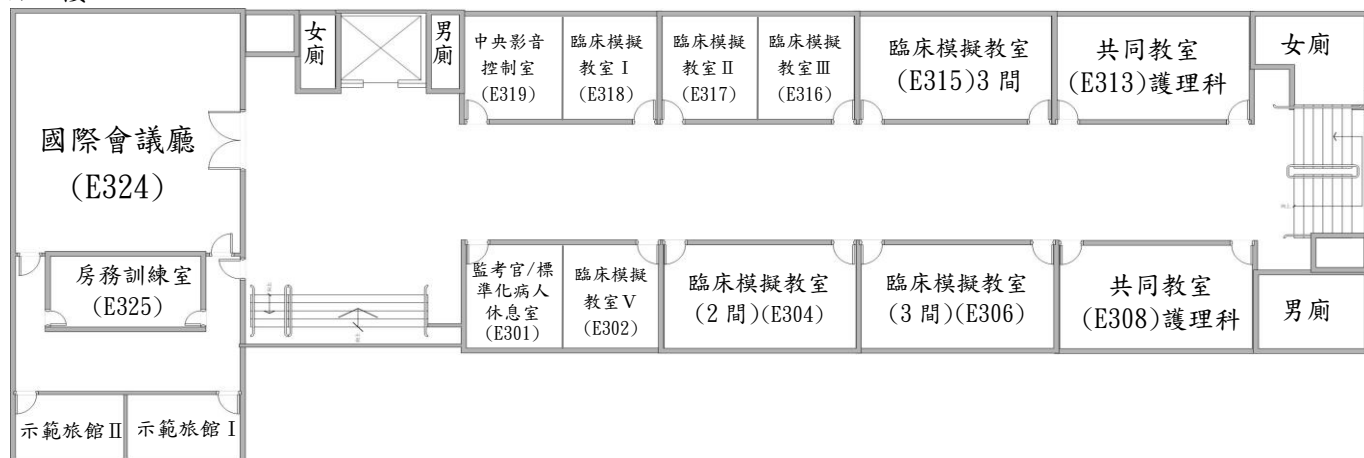 國際會議廳
(E324)
女廁
男廁
中央影音
控制室
(E319)
臨床模擬
教室Ⅰ
(E318)
臨床模擬
教室Ⅱ
(E317)
臨床模擬
教室Ⅲ
(E316)
臨床模擬教室
(E315)3 間
共同教室
(E313)護理科
女廁
房務訓練室
(E325)
監考官/標
準化病人
休息室
(E301)
臨床模擬
教室Ⅴ
(E302)
臨床模擬教室
(2 間)(E304)
臨床模擬教室
(3 間)(E306)
共同教室
(E308)護理科
男廁
示範旅館Ⅱ
示範旅館Ⅰ